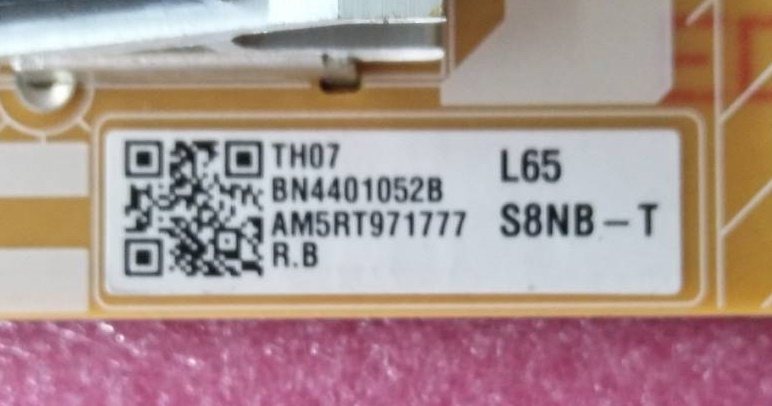 TH07
BN4401052B
AM5RT971777
R.B
L65
S8NB-T